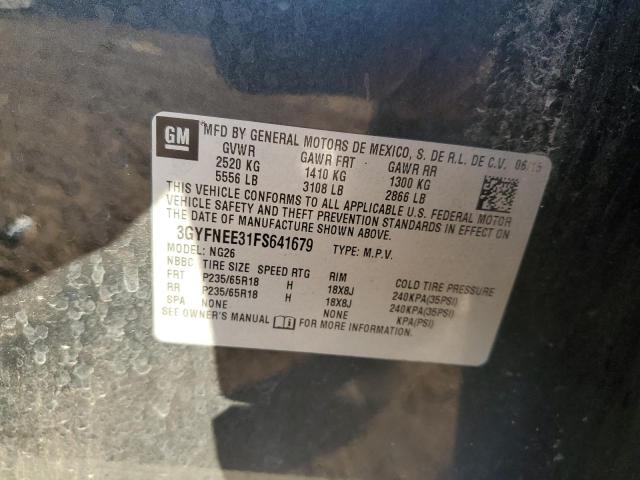 GM MFD BY GENERAL MOTORS DE MEXICO, S. DE R.L. DE C.V. 06/15
GVWR GAWR FRT GAWR RR
2520 KG 1410 KG 1300 KG
5556 LB 3108 LB 2866 LB
THIS VEHICLE CONFORMS TO ALL APPLICABLE U.S. FEDERAL MOTOR
VEHICLE SAFETY AND THEFT PREVENTION STANDARDS IN EFFECT ON
THE DATE OF MANUFACTURE SHOWN ABOVE.
3GYFNEE31FS641679 TYPE: M.P.V.
MODEL: NG26
NBBC TIRE SIZE SPEED RTG RIM COLD TIRE PRESSURE
FRT P235/65R18 H 18X8J 240KPA(35PSI)
RR P235/65R18 H 18X8J 240KPA(35PSI)
SPA NONE NONE KPA(PSI)
SEE OWNER'S MANUAL FOR MORE INFORMATION.